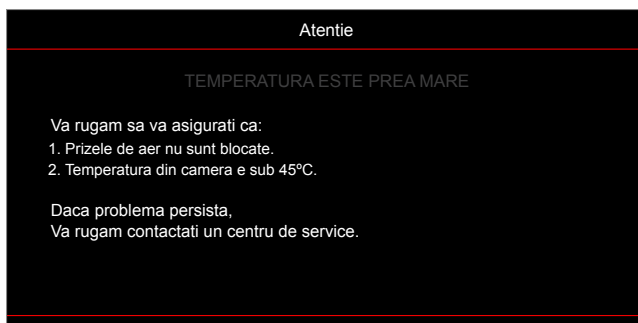 Atentie
TEMPERATURA ESTE PREA MARE
Va rugam sa va asigurati ca:
1. Prizele de aer nu sunt blocate.
2. Temperatura din camera e sub 45ºC.
Daca problema persista,
Va rugam contactati un centru de service.